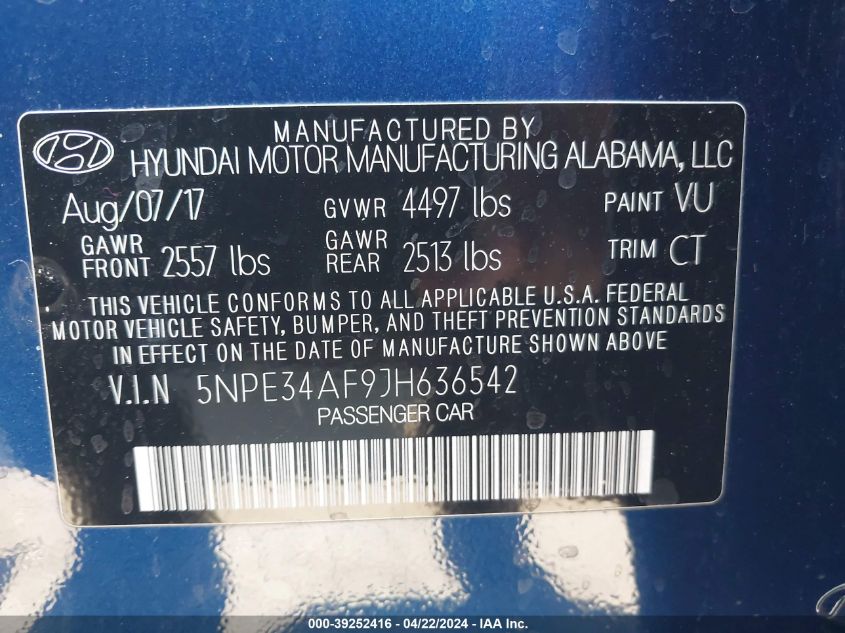 MANUFACTURED BY
HYUNDAI MOTOR MANUFACTURING ALABAMA, LLC
Aug/07/17 GVWR 4497 lbs PAINT VU
GAWR FRONT 2557 lbs GAWR REAR 2513 lbs TRIM CT
THIS VEHICLE CONFORMS TO ALL APPLICABLE U.S.A. FEDERAL
MOTOR VEHICLE SAFETY, BUMPER, AND THEFT PREVENTION STANDARDS
IN EFFECT ON THE DATE OF MANUFACTURE SHOWN ABOVE
V.I.N 5NPE34AF9JH636542
PASSENGER CAR
000-39252416 - 04/22/2024 - IAA Inc.